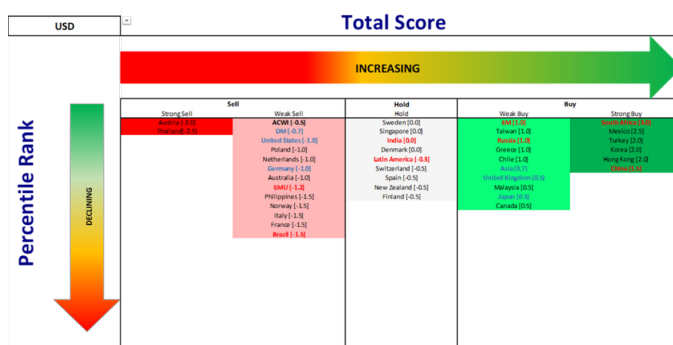 USD
Total Score
INCREASING
Percentile Rank
DECLINING
Sell
Hold
Buy
Strong Sell
Weak Sell
Hold
Weak Buy
Strong Buy
Austria [-2.0]
Thailand [-2.5]
ACWI [-0.5]
DM [-0.7]
United States [-1.0]
Poland [-1.0]
Netherlands [-1.0]
Germany [-1.0]
Australia [-1.0]
EMU [-1.2]
Philippines [-1.5]
Norway [-1.5]
Italy [-1.5]
France [-1.5]
Brazil [-1.5]
Sweden [0.0]
Singapore [0.0]
India [0.0]
Denmark [0.0]
Latin America [-0.3]
Switzerland [-0.5]
Spain [-0.5]
New Zealand [-0.5]
Finland [-0.5]
EM [1.0]
Taiwan [1.0]
Russia [1.0]
Greece [1.0]
Chile [1.0]
Asia [0.7]
United Kingdom [0.5]
Malaysia [0.5]
Japan [0.5]
Canada [0.5]
South Africa
Mexico [2.5]
Turkey [2.0]
Korea [2.0]
Hong Kong [2.0]
China [1.5]